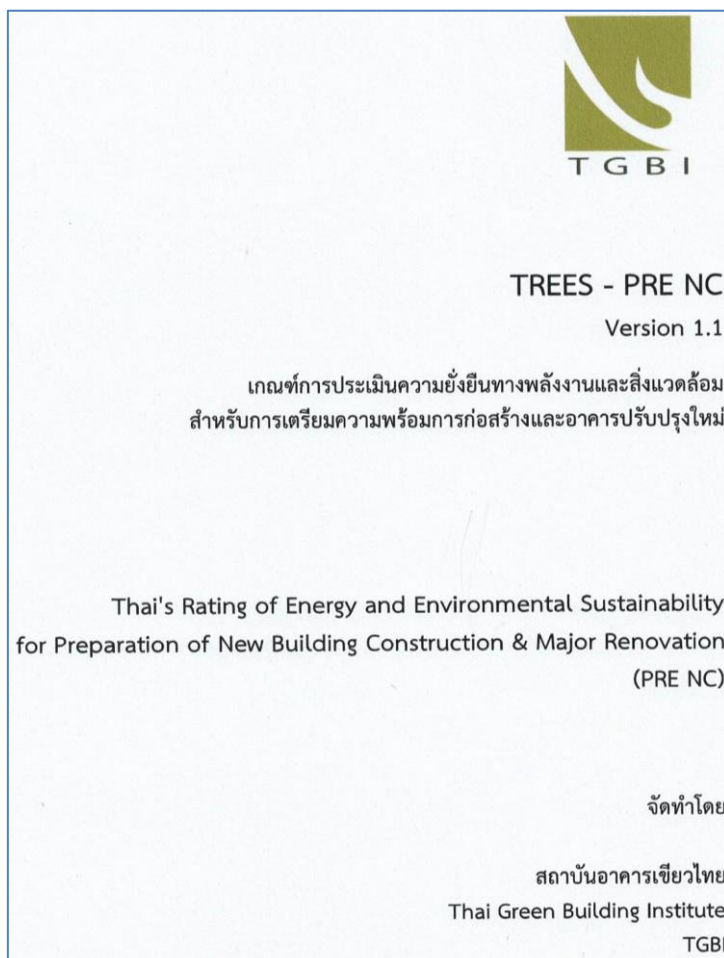 TGBI
TREES - PRE NC
Version 1.1
เกณฑ์การประเมินความยั่งยืนทางพลังงานและสิ่งแวดล้อม
สำหรับการเตรียมความพร้อมการก่อสร้างและอาคารปรับปรุงใหม่
Thai's Rating of Energy and Environmental Sustainability
for Preparation of New Building Construction & Major Renovation
(PRE NC)
จัดทำโดย
สถาบันอาคารเขียวไทย
Thai Green Building Institute
TGBI